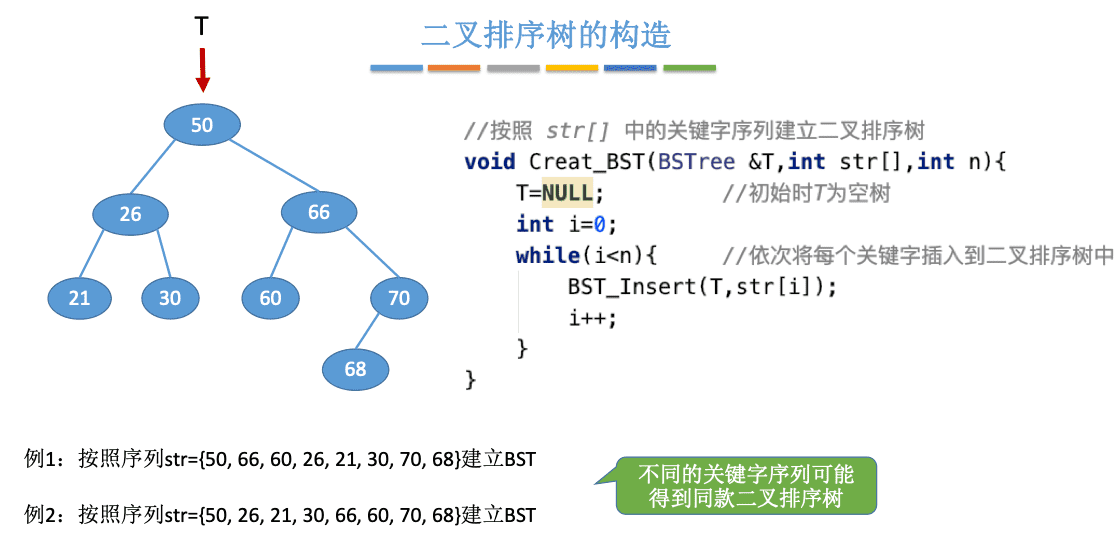 T
二叉排序树的构造
50
26
66
21
30
60
70
68
//按照 str[] 中的关键字序列建立二叉排序树
void Creat_BST(BSTree &T,int str[],int n){
T=NULL; //初始时T为空树
int i=0;
while(i<n){ //依次将每个关键字插入到二叉排序树中
BST_Insert(T,str[i]);
i++;
}
}
例1：按照序列str={50, 66, 60, 26, 21, 30, 70, 68}建立BST
例2：按照序列str={50, 26, 21, 30, 66, 60, 70, 68}建立BST
不同的关键字序列可能
得到同款二叉排序树